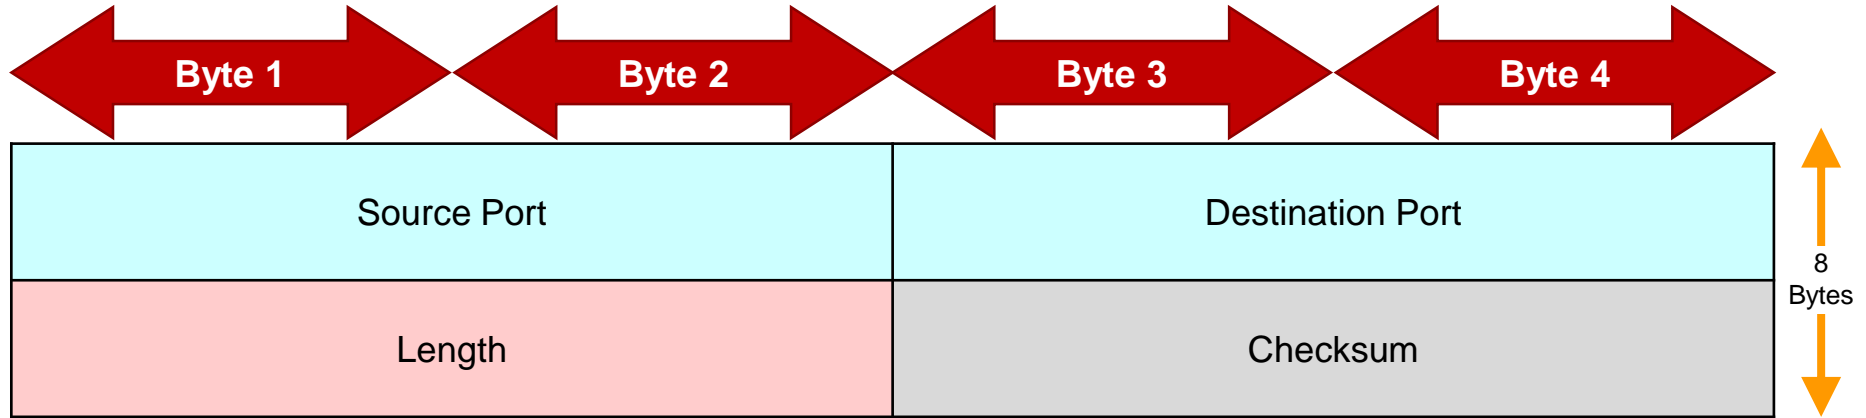 Byte 1
Byte 2
Byte 3
Byte 4
Source Port
Destination Port
8
Bytes
Length
Checksum